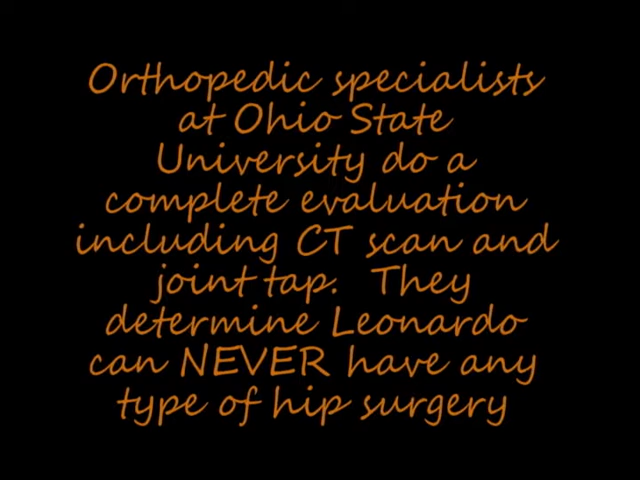 Orthopedic specialists
at Ohio State
University do a
complete evaluation
including CT scan and
joint tap. They
determine Leonardo
can NEVER have any
type of hip surgery